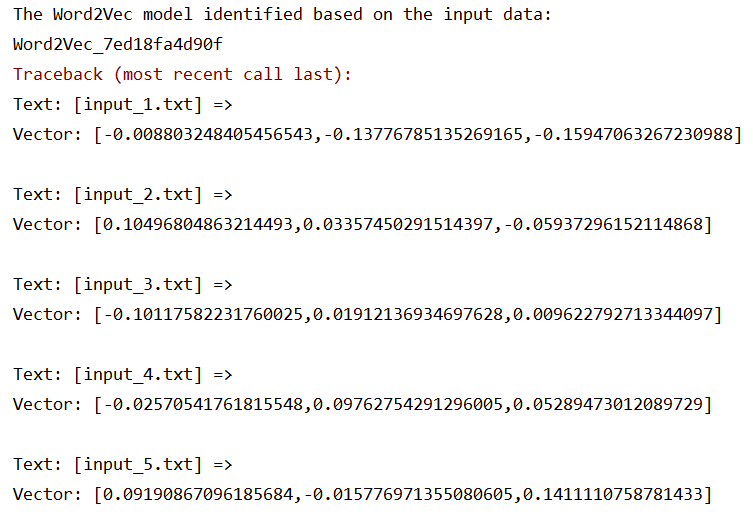 The Word2Vec model identified based on the input data:
Word2Vec_7ed18fa4d90f
Traceback (most recent call last):
Text: [input_1.txt] =>
Vector: [-0.008803248405456543,-0.13776785135269165,-0.15947063267230988]
Text: [input_2.txt] =>
Vector: [0.10496804863214493,0.03357450291514397,-0.05937296152114868]
Text: [input_3.txt] =>
Vector: [-0.10117582231760025,0.01912136934697628,0.009622792713344097]
Text: [input_4.txt] =>
Vector: [-0.02570541761815548,0.09762754291296005,0.05289473012089729]
Text: [input_5.txt] =>
Vector: [0.09190867096185684,-0.015776971355080605,0.1411110758781433]